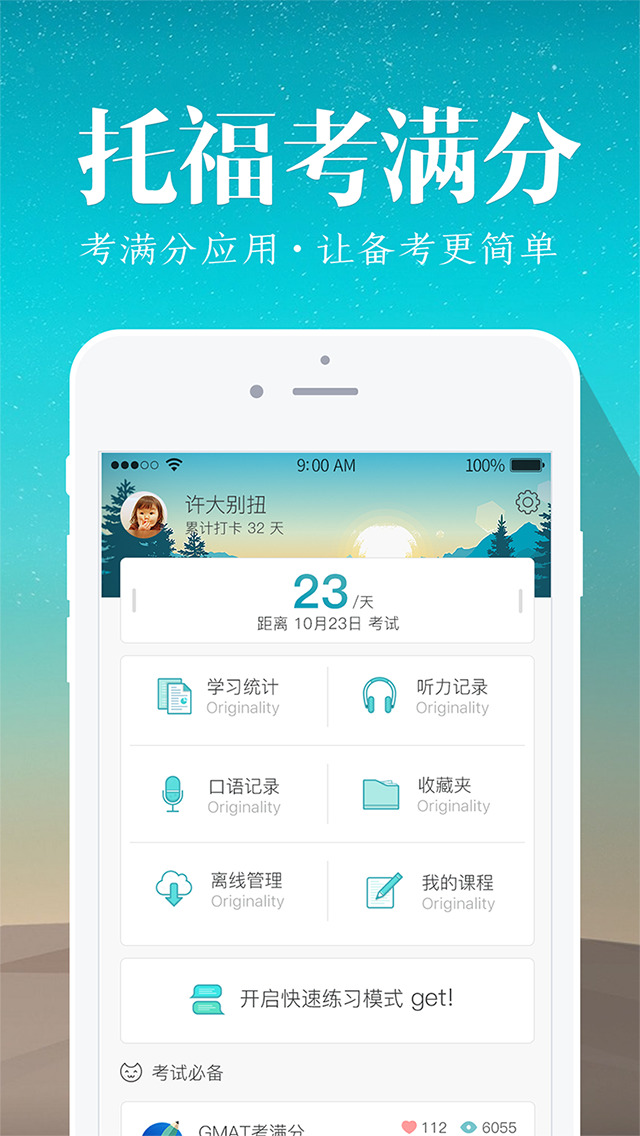 托福考满分
考满分应用·让备考更简单
9:00 AM
100%
许大别扭
累计打卡 32 天
23/天
距离 10月23日 考试
学习统计
Originality
听力记录
Originality
口语记录
Originality
收藏夹
Originality
离线管理
Originality
我的课程
Originality
开启快速练习模式 get!
考试必备
GMAT考满分
112
6055